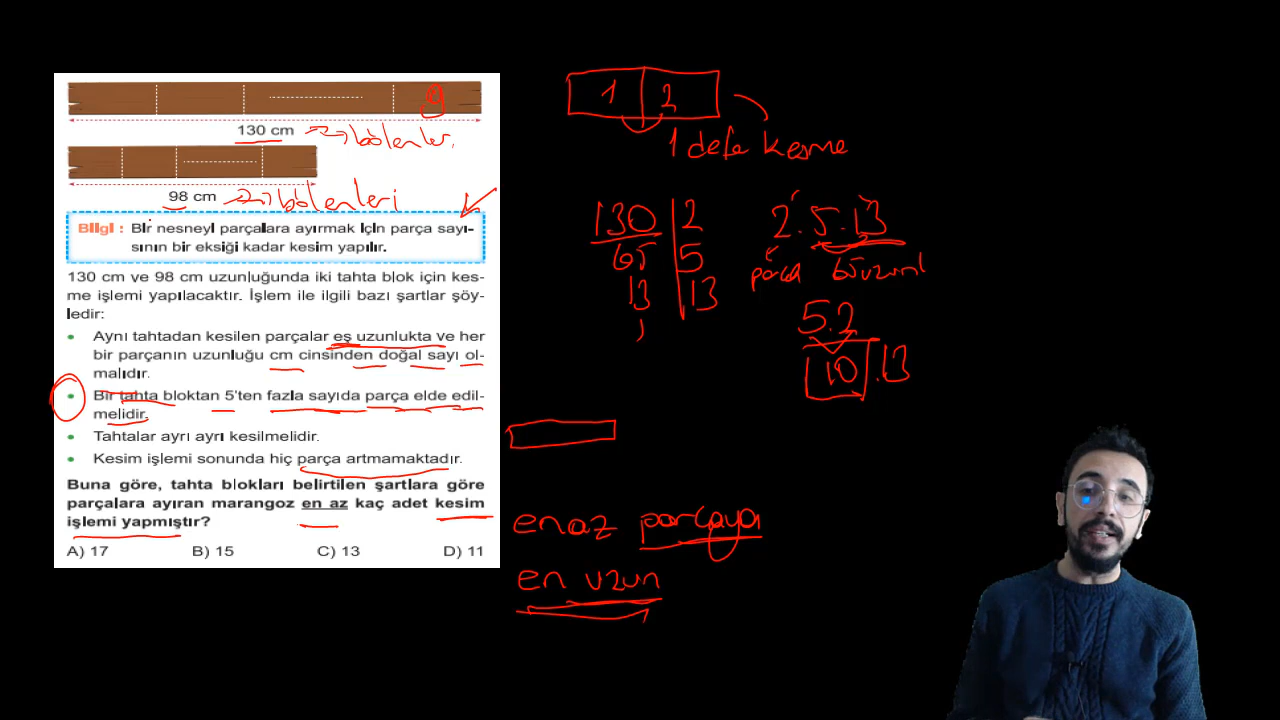 9
130 cm → bölenler.
98 cm → bölenleri
Bilgi : Bir nesneyi parçalara ayırmak için parça sayı-
sının bir eksiği kadar kesim yapılır.
130 cm ve 98 cm uzunluğunda iki tahta blok için kes-
me işlemi yapılacaktır. İşlem ile ilgili bazı şartlar şöy-
ledir:
• Aynı tahtadan kesilen parçalar eş uzunlukta ve her
bir parçanın uzunluğu cm cinsinden doğal sayı ol-
malıdır.
• Bir tahta bloktan 5'ten fazla sayıda parça elde edil-
melidir.
• Tahtalar ayrı ayrı kesilmelidir.
• Kesim işlemi sonunda hiç parça artmamaktadır.
Buna göre, tahta blokları belirtilen şartlara göre
parçalara ayıran marangoz en az kaç adet kesim
işlemi yapmıştır?
A) 17 B) 15 C) 13 D) 11
1 2
1 defa kesme
130 2
65 5
13 13
2.5.13
parça 65 uzunl
5.2
10.13
en az parçaya
en uzun